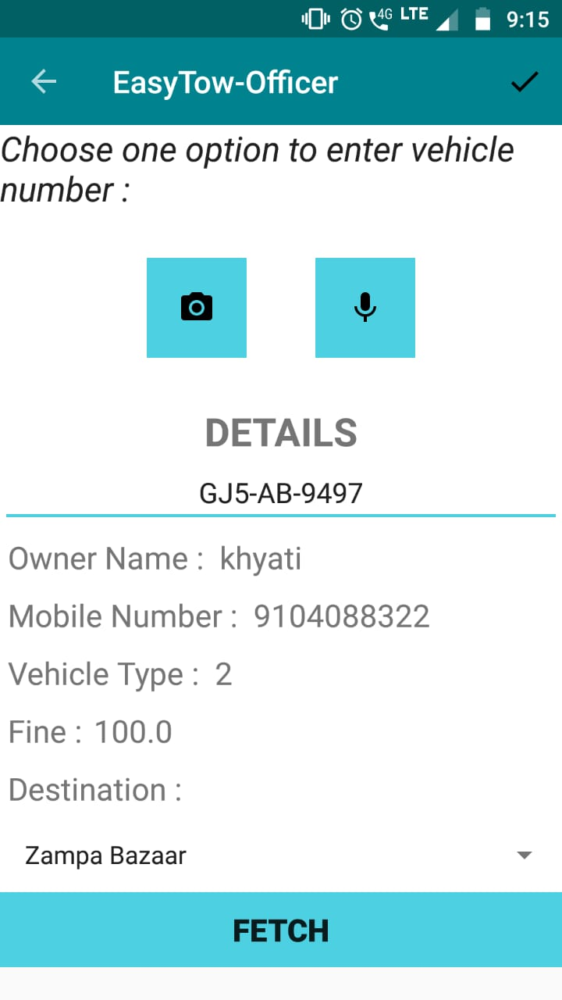 4G LTE 9:15
EasyTow-Officer
Choose one option to enter vehicle
number :
DETAILS
GJ5-AB-9497
Owner Name : khyati
Mobile Number : 9104088322
Vehicle Type : 2
Fine : 100.0
Destination :
Zampa Bazaar
FETCH